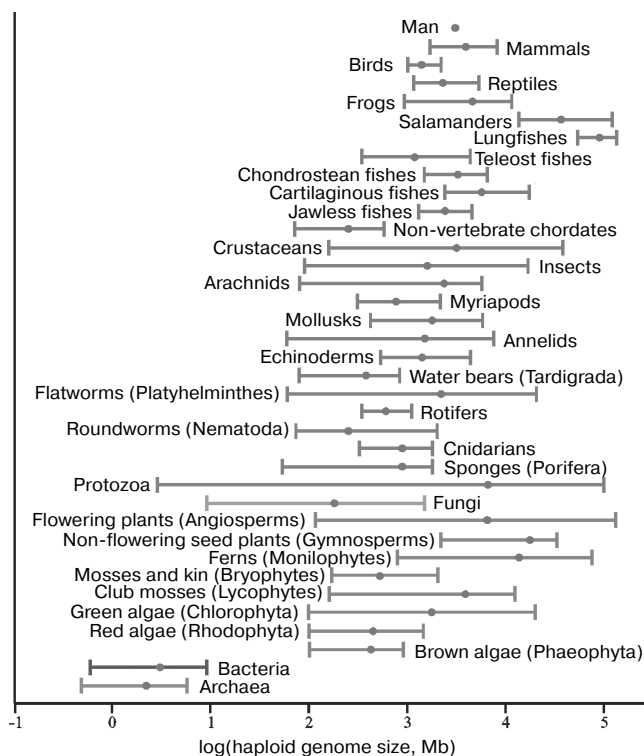 Man
Mammals
Birds
Reptiles
Frogs
Salamanders
Lungfishes
Teleost fishes
Chondrostean fishes
Cartilaginous fishes
Jawless fishes
Non-vertebrate chordates
Crustaceans
Insects
Arachnids
Myriapods
Mollusks
Annelids
Echinoderms
Water bears (Tardigrada)
Flatworms (Platyhelminthes)
Rotifers
Roundworms (Nematoda)
Cnidarians
Sponges (Porifera)
Protozoa
Fungi
Flowering plants (Angiosperms)
Non-flowering seed plants (Gymnosperms)
Ferns (Monilophytes)
Mosses and kin (Bryophytes)
Club mosses (Lycophytes)
Green algae (Chlorophyta)
Red algae (Rhodophyta)
Brown algae (Phaeophyta)
Bacteria
Archaea
-1 0 1 2 3 4 5
log(haploid genome size, Mb)